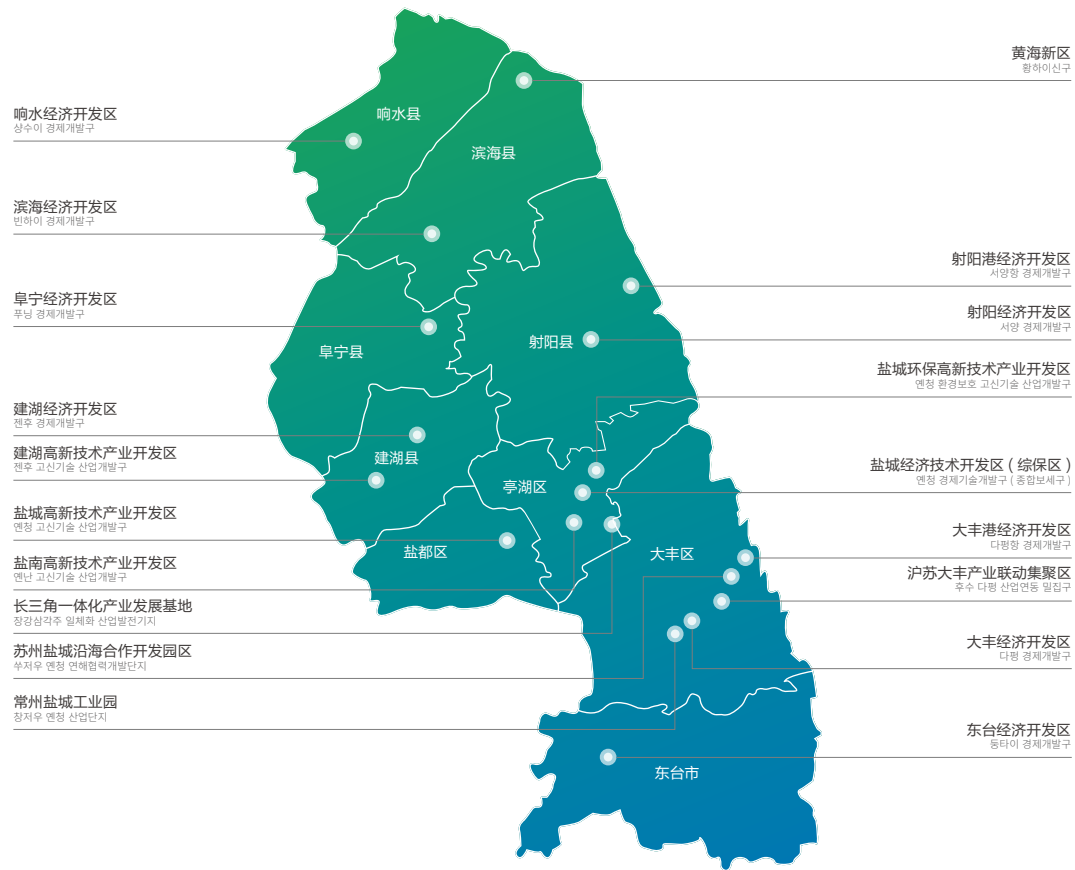 响水经济开发区
샹수이 경제개발구
滨海经济开发区
빈하이 경제개발구
阜宁经济开发区
푸닝 경제개발구
建湖经济开发区
젠후 경제개발구
建湖高新技术产业开发区
젠후 고신기술 산업개발구
盐城高新技术产业开发区
옌청 고신기술 산업개발구
盐南高新技术产业开发区
옌난 고신기술 산업개발구
长三角一体化产业发展基地
장강삼각주 일체화 산업발전기지
苏州盐城沿海合作开发园区
쑤저우 옌청 연해협력개발단지
常州盐城工业园
창저우 옌청 산업단지
响水县
滨海县
阜宁县
射阳县
建湖县
亭湖区
盐都区
大丰区
东台市
黄海新区
황하이신구
射阳港经济开发区
서양항 경제개발구
射阳经济开发区
서양 경제개발구
盐城环保高新技术产业开发区
옌청 환경보호 고신기술 산업개발구
盐城经济技术开发区 ( 综保区 )
옌청 경제기술개발구 ( 종합보세구 )
大丰港经济开发区
다펑항 경제개발구
沪苏大丰产业联动集聚区
후수 다펑 산업연동 밀집구
大丰经济开发区
다펑 경제개발구
东台经济开发区
둥타이 경제개발구